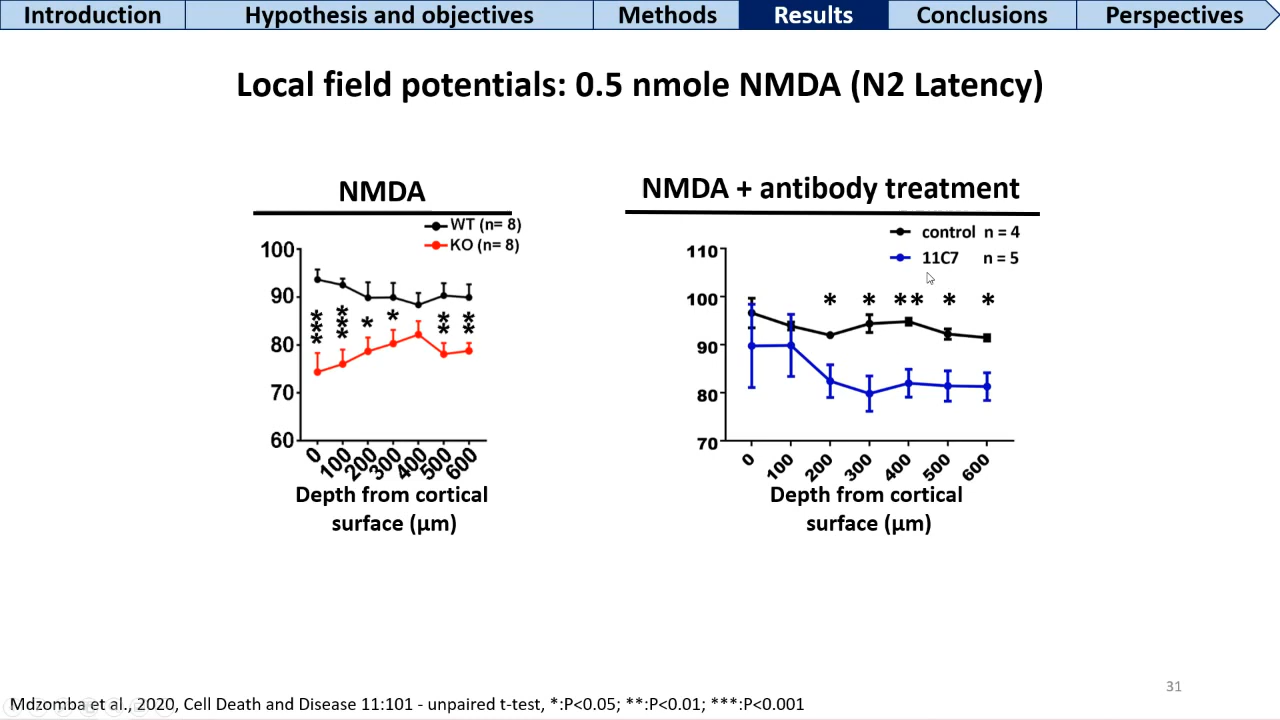 Introduction
Hypothesis and objectives
Methods
Results
Conclusions
Perspectives
Local field potentials: 0.5 nmole NMDA (N2 Latency)
NMDA
WT (n= 8)
KO (n= 8)
100
90
80
70
60
***
***
*
*
**
**
0
100
200
300
400
500
600
Depth from cortical
surface (µm)
NMDA + antibody treatment
control n = 4
11C7 n = 5
110
100
90
80
70
*
*
**
*
*
0
100
200
300
400
500
600
Depth from cortical
surface (µm)
31
Mdzomba et al., 2020, Cell Death and Disease 11:101 - unpaired t-test, *:P<0.05; **:P<0.01; ***:P<0.001